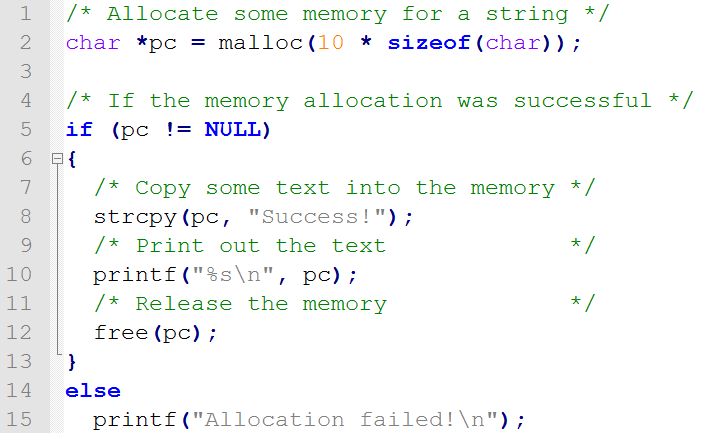 1 /* Allocate some memory for a string */
2 char *pc = malloc(10 * sizeof(char));
3
4 /* If the memory allocation was successful */
5 if (pc != NULL)
6 {
7   /* Copy some text into the memory */
8   strcpy(pc, "Success!");
9   /* Print out the text             */
10   printf("%s\n", pc);
11   /* Release the memory             */
12   free(pc);
13 }
14 else
15   printf("Allocation failed!\n");